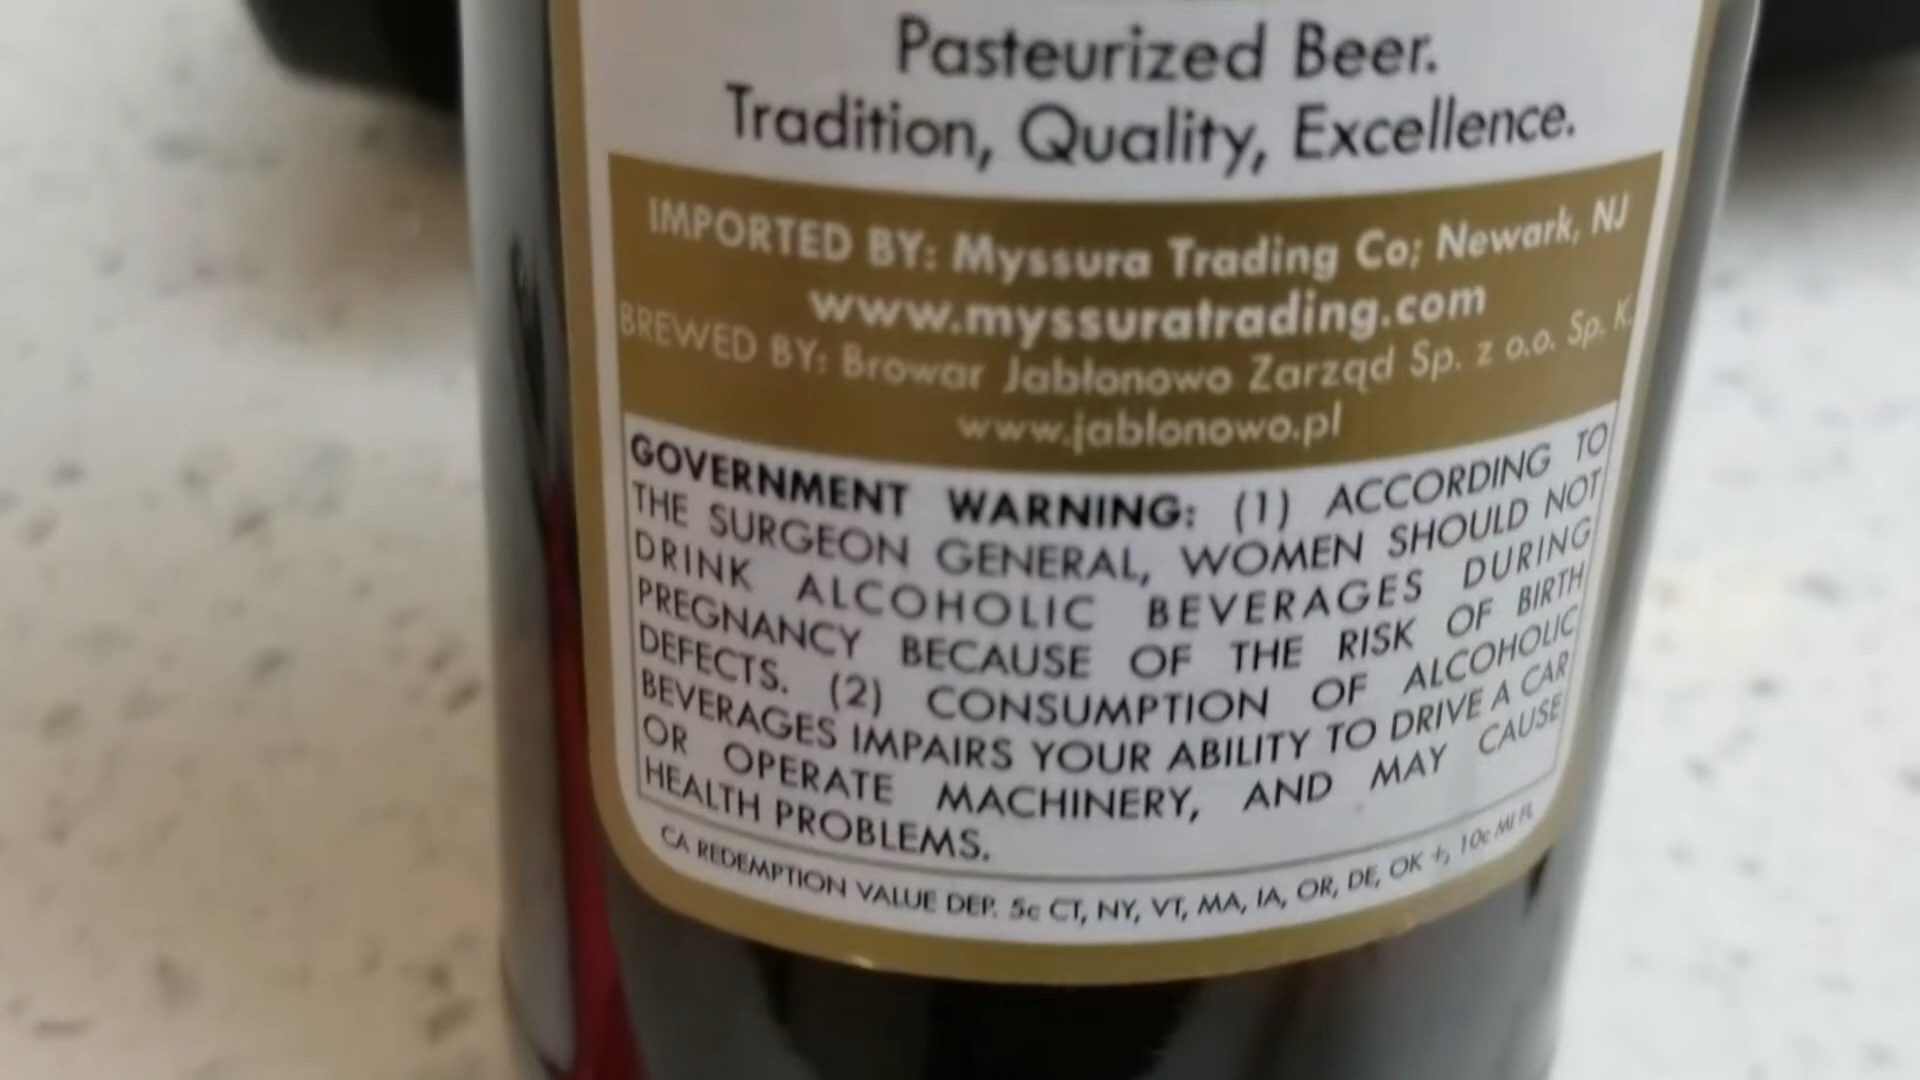 Pasteurized Beer.
Tradition, Quality, Excellence.
IMPORTED BY: Myssura Trading Co; Newark, NJ
www.myssuratrading.com
BREWED BY: Browar Jabłonowo Zarząd Sp. z o.o. Sp. K.
www.jablonowo.pl
GOVERNMENT WARNING: (1) ACCORDING TO
THE SURGEON GENERAL, WOMEN SHOULD NOT
DRINK ALCOHOLIC BEVERAGES DURING
PREGNANCY BECAUSE OF THE RISK OF BIRTH
DEFECTS. (2) CONSUMPTION OF ALCOHOLIC
BEVERAGES IMPAIRS YOUR ABILITY TO DRIVE A CAR
OR OPERATE MACHINERY, AND MAY CAUSE
HEALTH PROBLEMS.
CA REDEMPTION VALUE DEP. 5c CT, NY, VT, MA, IA, OR, DE, OK +, 10c MI FL